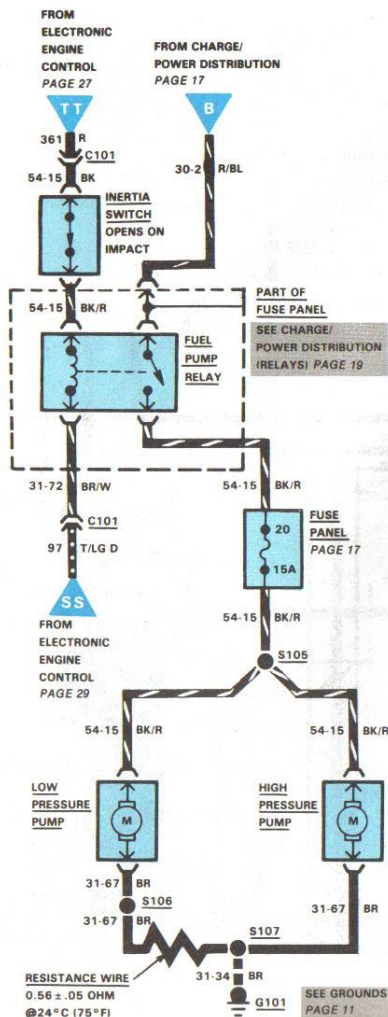 FROM
ELECTRONIC
ENGINE
CONTROL
PAGE 27
FROM CHARGE/
POWER DISTRIBUTION
PAGE 17
TT
B
361 R
C101
54-15 BK
30-2 R/BL
INERTIA
SWITCH
OPENS ON
IMPACT
54-15 BK/R
PART OF
FUSE PANEL
SEE CHARGE/
POWER DISTRIBUTION
(RELAYS) PAGE 19
FUEL
PUMP
RELAY
31-72 BR/W
C101
97 T/LG D
SS
FROM
ELECTRONIC
ENGINE
CONTROL
PAGE 29
54-15 BK/R
20
15A
FUSE
PANEL
PAGE 17
54-15 BK/R
S105
54-15 BK/R
54-15 BK/R
LOW
PRESSURE
PUMP
M
HIGH
PRESSURE
PUMP
M
31-67 BR
S106
31-67 BR
31-67 BR
S107
31-34 BR
RESISTANCE WIRE
0.56 ± .05 OHM
@24°C (75°F)
G101
SEE GROUNDS
PAGE 11